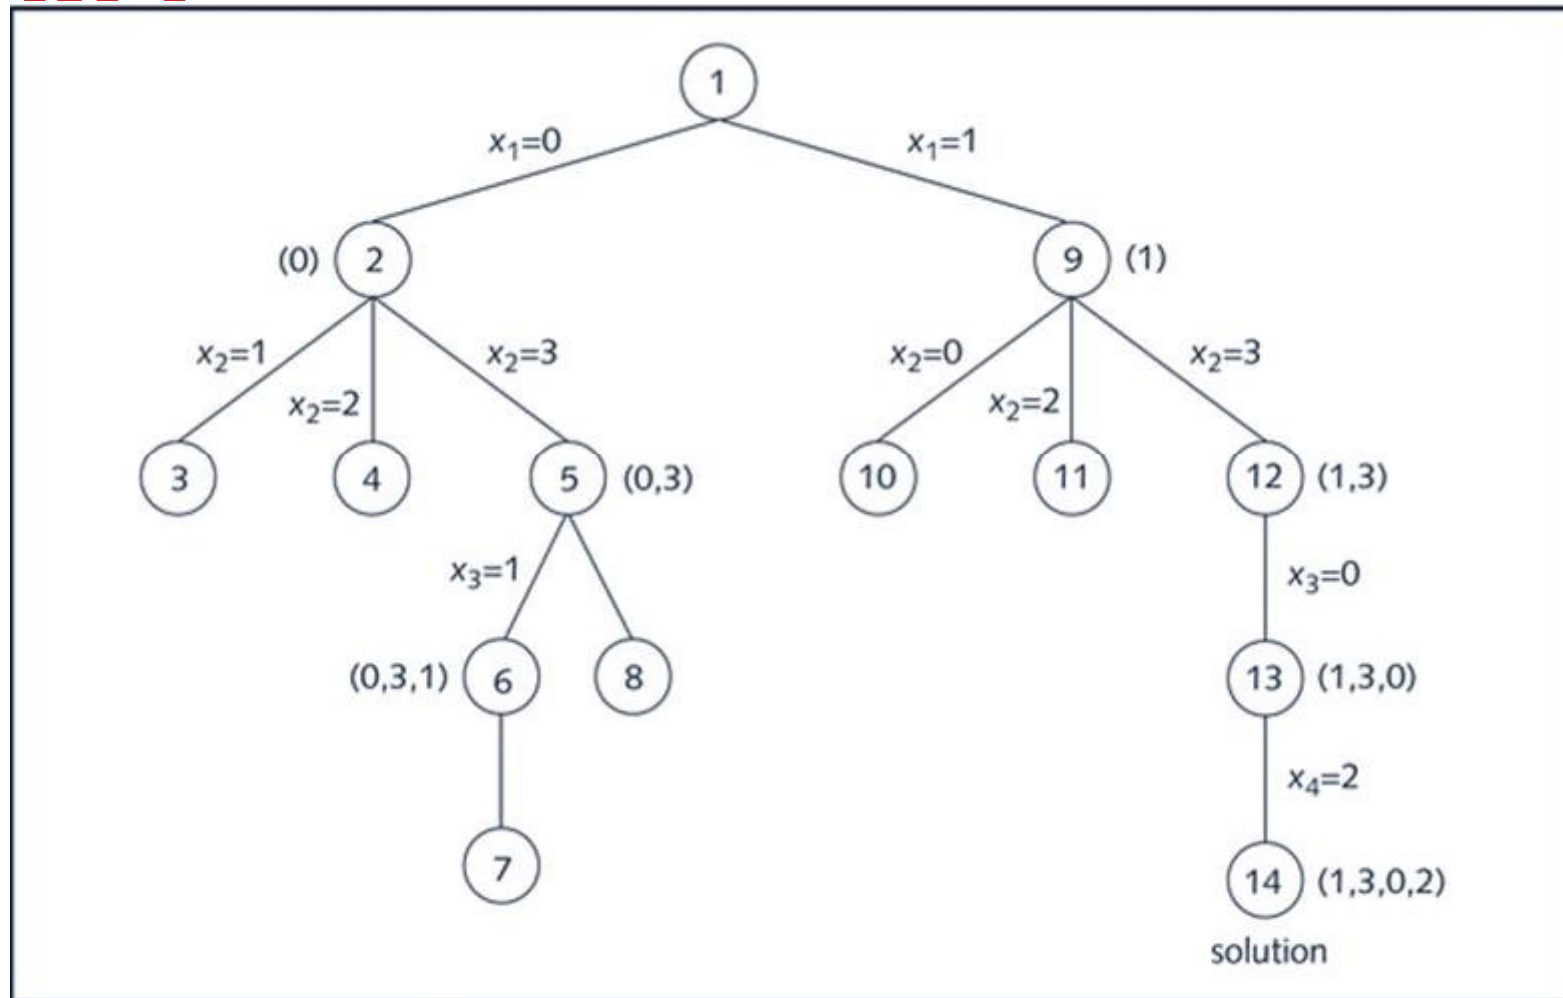 1
x₁=0
x₁=1
(0) 2
9 (1)
x₂=1
x₂=2
x₂=3
x₂=0
x₂=2
x₂=3
3
4
5 (0,3)
10
11
12 (1,3)
x₃=1
x₃=0
(0,3,1) 6
8
13 (1,3,0)
x₄=2
7
14 (1,3,0,2)
solution